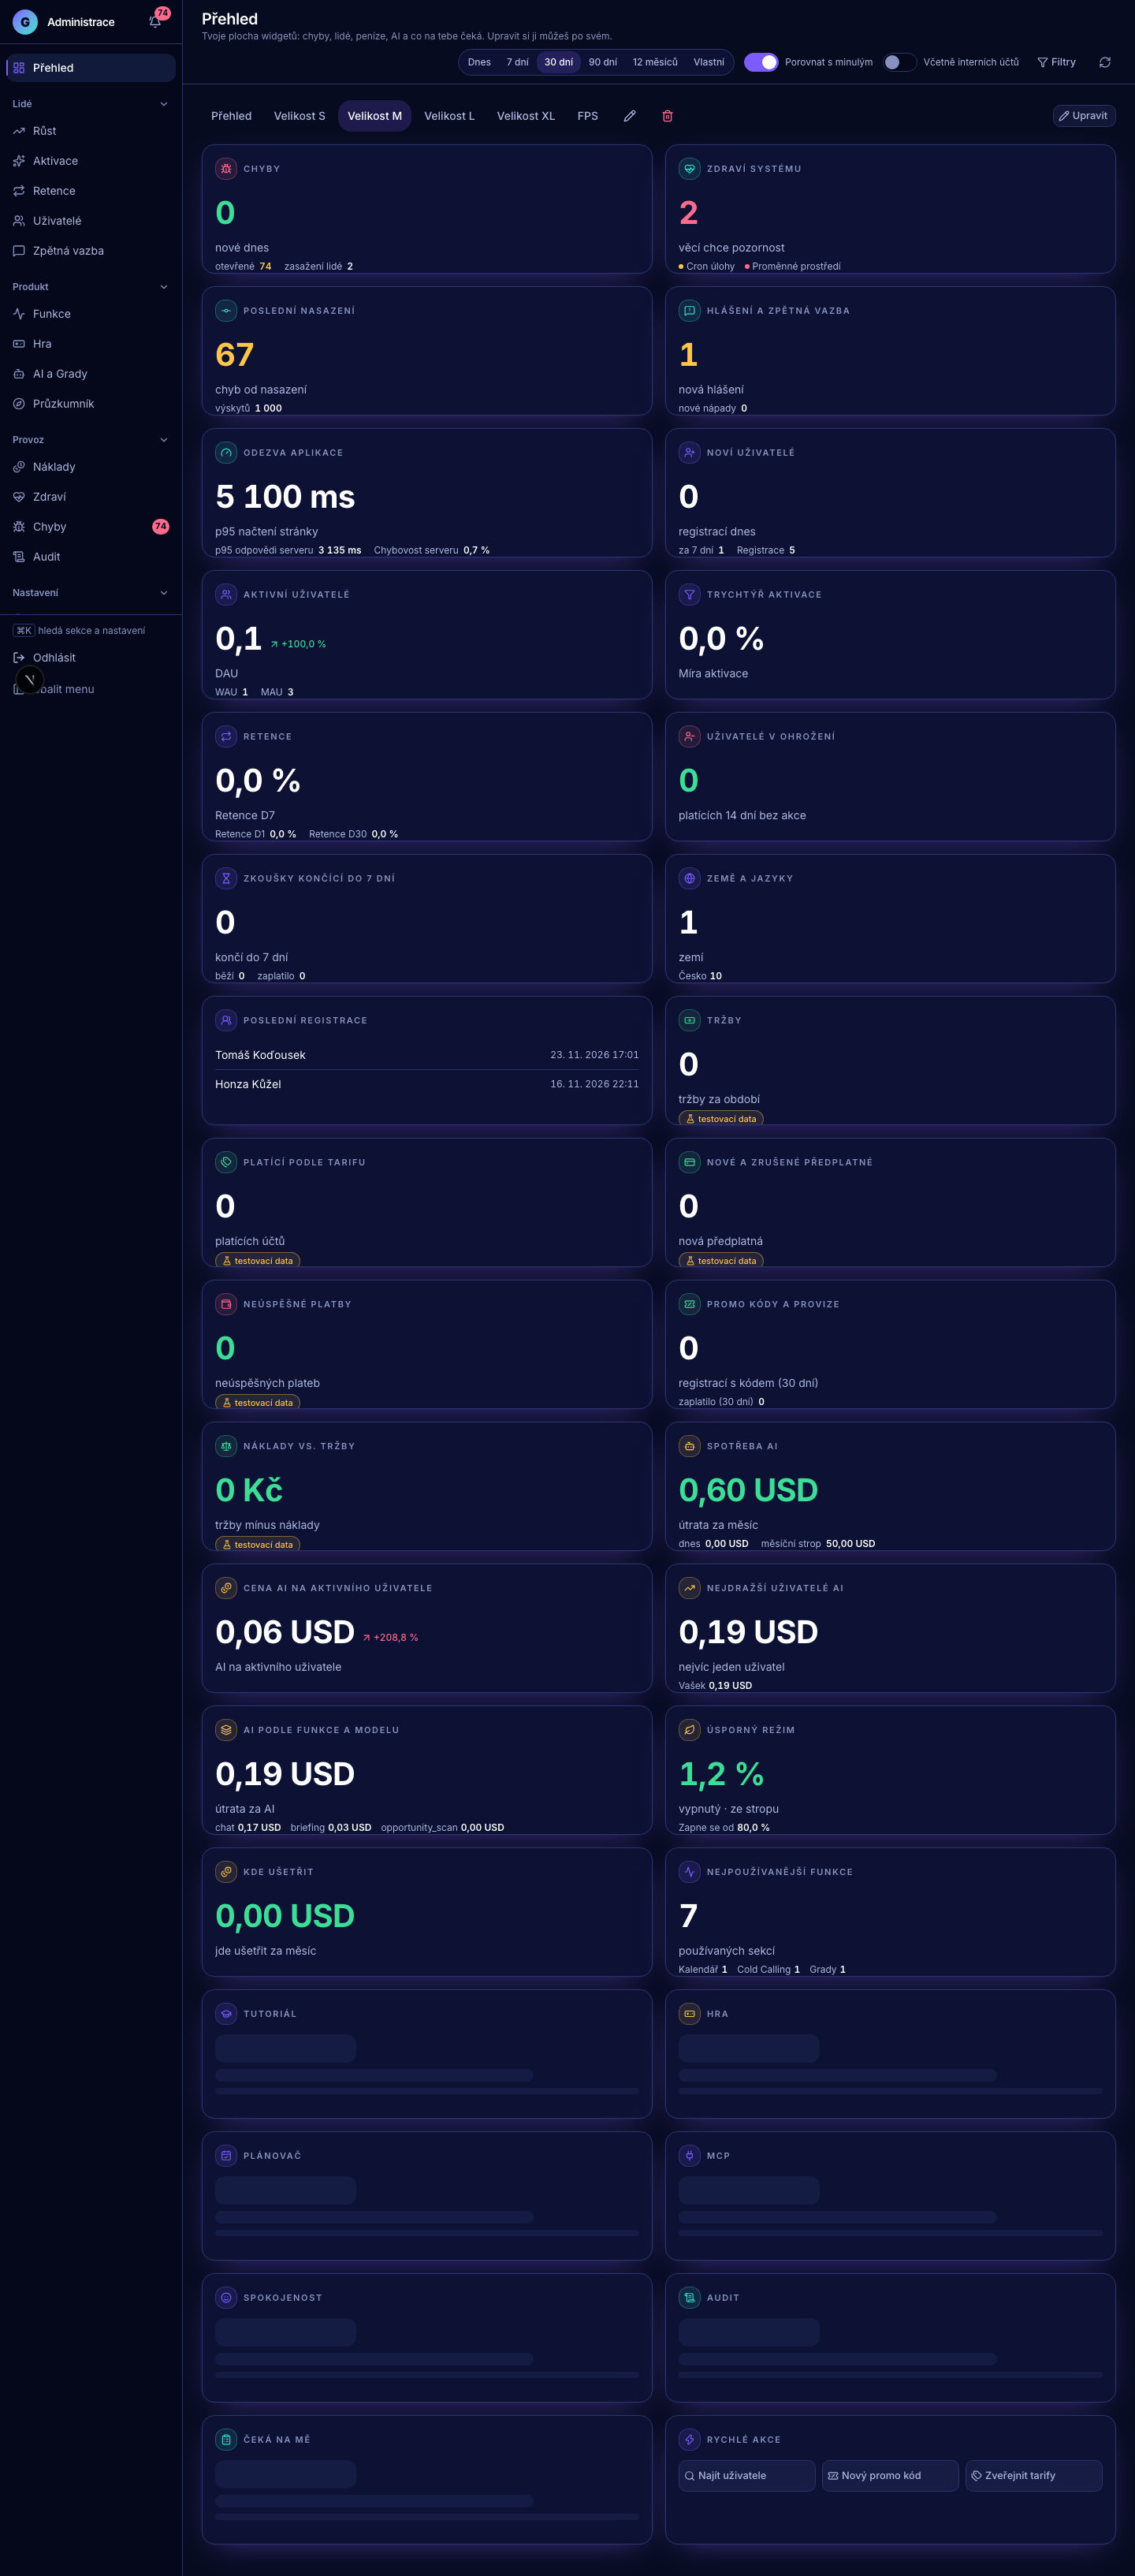 G Administrace 74
Přehled
Lidé
Růst
Aktivace
Retence
Uživatelé
Zpětná vazba
Produkt
Funkce
Hra
AI a Grady
Průzkumník
Provoz
Náklady
Zdraví
Chyby 74
Audit
Nastavení
⌘K hledá sekce a nastavení
Odhlásit
balit menu
Přehled
Tvoje plocha widgetů: chyby, lidé, peníze, AI a co na tebe čeká. Upravit si ji můžeš po svém.
Dnes 7 dní 30 dní 90 dní 12 měsíců Vlastní Porovnat s minulým Včetně interních účtů Filtry
Přehled Velikost S Velikost M Velikost L Velikost XL FPS Upravit
CHYBY
0
nové dnes
otevřené 74 zasažení lidé 2
ZDRAVÍ SYSTÉMU
2
věcí chce pozornost
Cron úlohy Proměnné prostředí
POSLEDNÍ NASAZENÍ
67
chyb od nasazení
výskytů 1 000
HLÁŠENÍ A ZPĚTNÁ VAZBA
1
nová hlášení
nové nápady 0
ODEZVA APLIKACE
5 100 ms
p95 načtení stránky
p95 odpovědi serveru 3 135 ms Chybovost serveru 0,7 %
NOVÍ UŽIVATELÉ
0
registrací dnes
za 7 dní 1 Registrace 5
AKTIVNÍ UŽIVATELÉ
0,1 +100,0 %
DAU
WAU 1 MAU 3
TRYCHTÝŘ AKTIVACE
0,0 %
Míra aktivace
RETENCE
0,0 %
Retence D7
Retence D1 0,0 % Retence D30 0,0 %
UŽIVATELÉ V OHROŽENÍ
0
platících 14 dní bez akce
ZKOUŠKY KONČÍCÍ DO 7 DNÍ
0
končí do 7 dní
běží 0 zaplatilo 0
ZEMĚ A JAZYKY
1
zemí
Česko 10
POSLEDNÍ REGISTRACE
Tomáš Koďousek 23. 11. 2026 17:01
Honza Kůžel 16. 11. 2026 22:11
TRŽBY
0
tržby za období
testovací data
PLATÍCÍ PODLE TARIFU
0
platících účtů
testovací data
NOVÉ A ZRUŠENÉ PŘEDPLATNÉ
0
nová předplatná
testovací data
NEÚSPĚŠNÉ PLATBY
0
neúspěšných plateb
testovací data
PROMO KÓDY A PROVIZE
0
registrací s kódem (30 dní)
zaplatilo (30 dní) 0
NÁKLADY VS. TRŽBY
0 Kč
tržby mínus náklady
testovací data
SPOTŘEBA AI
0,60 USD
útrata za měsíc
dnes 0,00 USD měsíční strop 50,00 USD
CENA AI NA AKTIVNÍHO UŽIVATELE
0,06 USD +208,8 %
AI na aktivního uživatele
NEJDRAŽŠÍ UŽIVATELÉ AI
0,19 USD
nejvíc jeden uživatel
Vašek 0,19 USD
AI PODLE FUNKCE A MODELU
0,19 USD
útrata za AI
chat 0,17 USD briefing 0,03 USD opportunity_scan 0,00 USD
ÚSPORNÝ REŽIM
1,2 %
vypnutý · ze stropu
Zapne se od 80,0 %
KDE UŠETŘIT
0,00 USD
jde ušetřit za měsíc
NEJPOUŽÍVANĚJŠÍ FUNKCE
7
používaných sekcí
Kalendář 1 Cold Calling 1 Grady 1
TUTORIÁL
HRA
PLÁNOVAČ
MCP
SPOKOJENOST
AUDIT
ČEKÁ NA MĚ
RYCHLÉ AKCE
Najít uživatele Nový promo kód Zveřejnit tarify